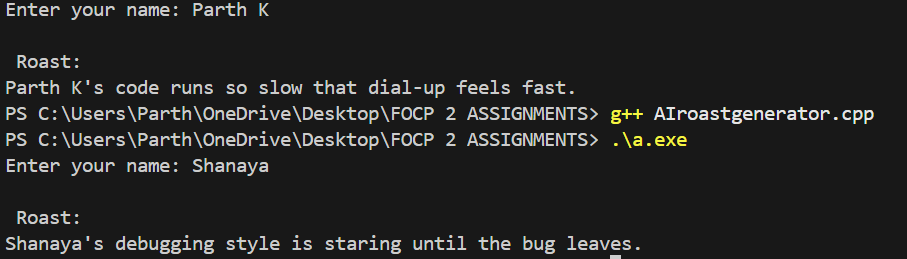 Enter your name: Parth K
Roast:
Parth K's code runs so slow that dial-up feels fast.
PS C:\Users\Parth\OneDrive\Desktop\FOCP 2 ASSIGNMENTS> g++ AIroastgenerator.cpp
PS C:\Users\Parth\OneDrive\Desktop\FOCP 2 ASSIGNMENTS> .\a.exe
Enter your name: Shanaya
Roast:
Shanaya's debugging style is staring until the bug leaves.